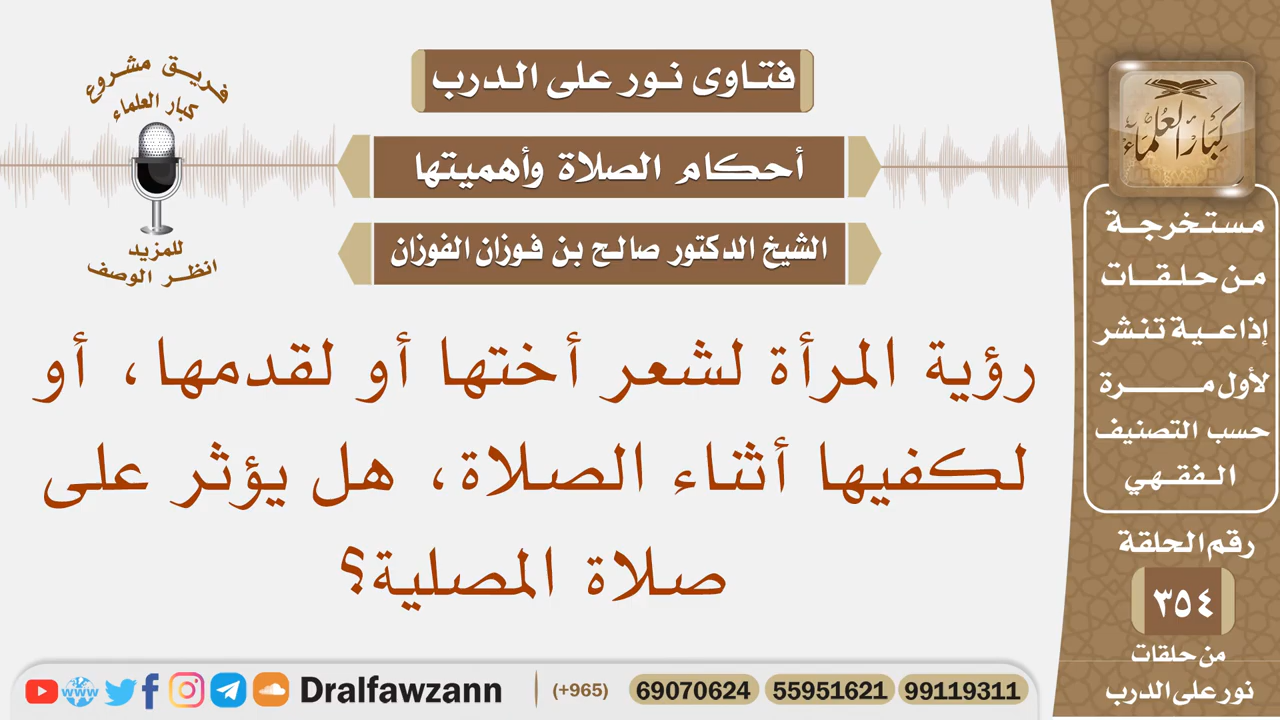 فتاوى نور على الدرب
أحكام الصلاة وأهميتها
الشيخ الدكتور صالح بن فوزان الفوزان
فريق مشروع
كبار العلماء
للمزيد
انظر الوصف
رؤية المرأة لشعر أختها أو لقدمها، أو
لكفيها أثناء الصلاة، هل يؤثر على
صلاة المصلية؟
كبار العلماء
مستخرجة
من حلقات
إذاعية تنشر
لأول مرة
حسب التصنيف
الفقهي
رقم الحلقة
٣٥٤
من حلقات
نور على الدرب
www Dralfawzann (+965) 69070624 55951621 99119311